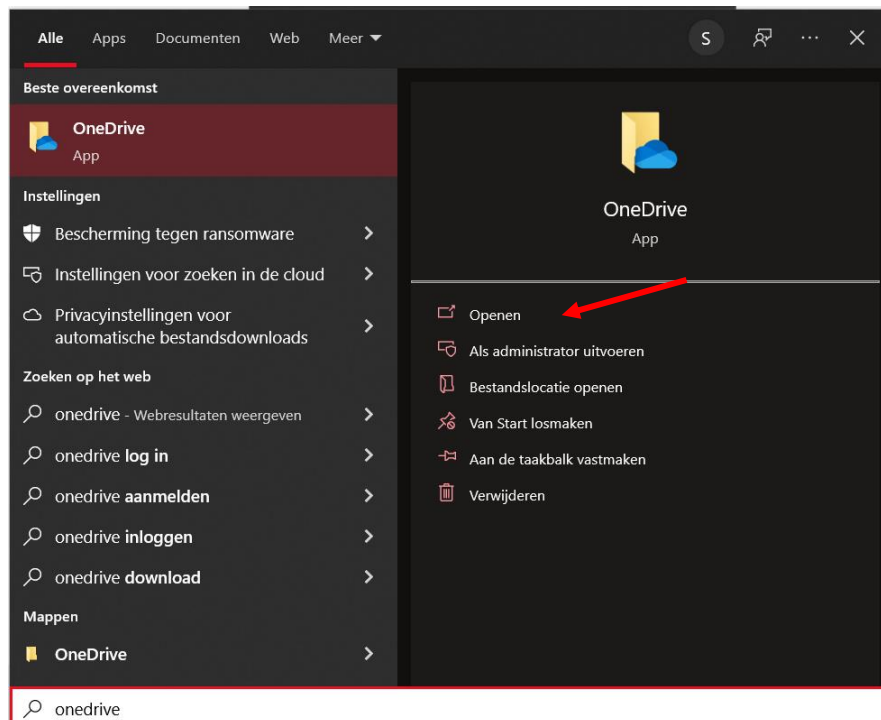 Alle Apps Documenten Web Meer S
Beste overeenkomst
OneDrive
App
Instellingen
Bescherming tegen ransomware
Instellingen voor zoeken in de cloud
Privacyinstellingen voor
automatische bestandsdownloads
Zoeken op het web
onedrive - Webresultaten weergeven
onedrive log in
onedrive aanmelden
onedrive inloggen
onedrive download
Mappen
OneDrive
onedrive
OneDrive
App
Openen
Als administrator uitvoeren
Bestandslocatie openen
Van Start losmaken
Aan de taakbalk vastmaken
Verwijderen